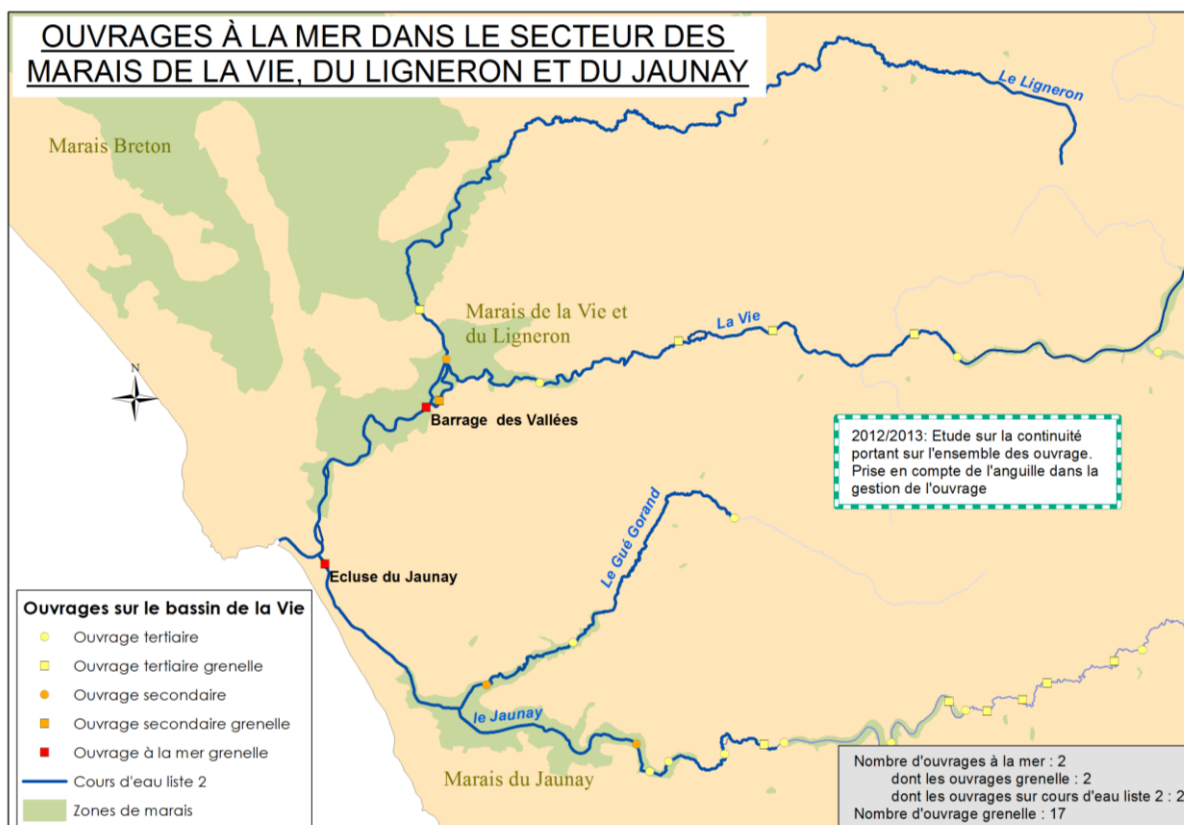 OUVRAGES À LA MER DANS LE SECTEUR DES
MARAIS DE LA VIE, DU LIGNERON ET DU JAUNAY
Le Ligneron
Marais Breton
Marais de la Vie et
du Ligneron
La Vie
N
Barrage des Vallées
2012/2013: Etude sur la continuité
portant sur l'ensemble des ouvrage.
Prise en compte de l'anguille dans la
gestion de l'ouvrage
Le Gué Gorand
Ecluse du Jaunay
le Jaunay
Marais du Jaunay
Ouvrages sur le bassin de la Vie
Ouvrage tertiaire
Ouvrage tertiaire grenelle
Ouvrage secondaire
Ouvrage secondaire grenelle
Ouvrage à la mer grenelle
Cours d'eau liste 2
Zones de marais
Nombre d'ouvrages à la mer : 2
dont les ouvrages grenelle : 2
dont les ouvrages sur cours d'eau liste 2 : 2
Nombre d'ouvrage grenelle : 17